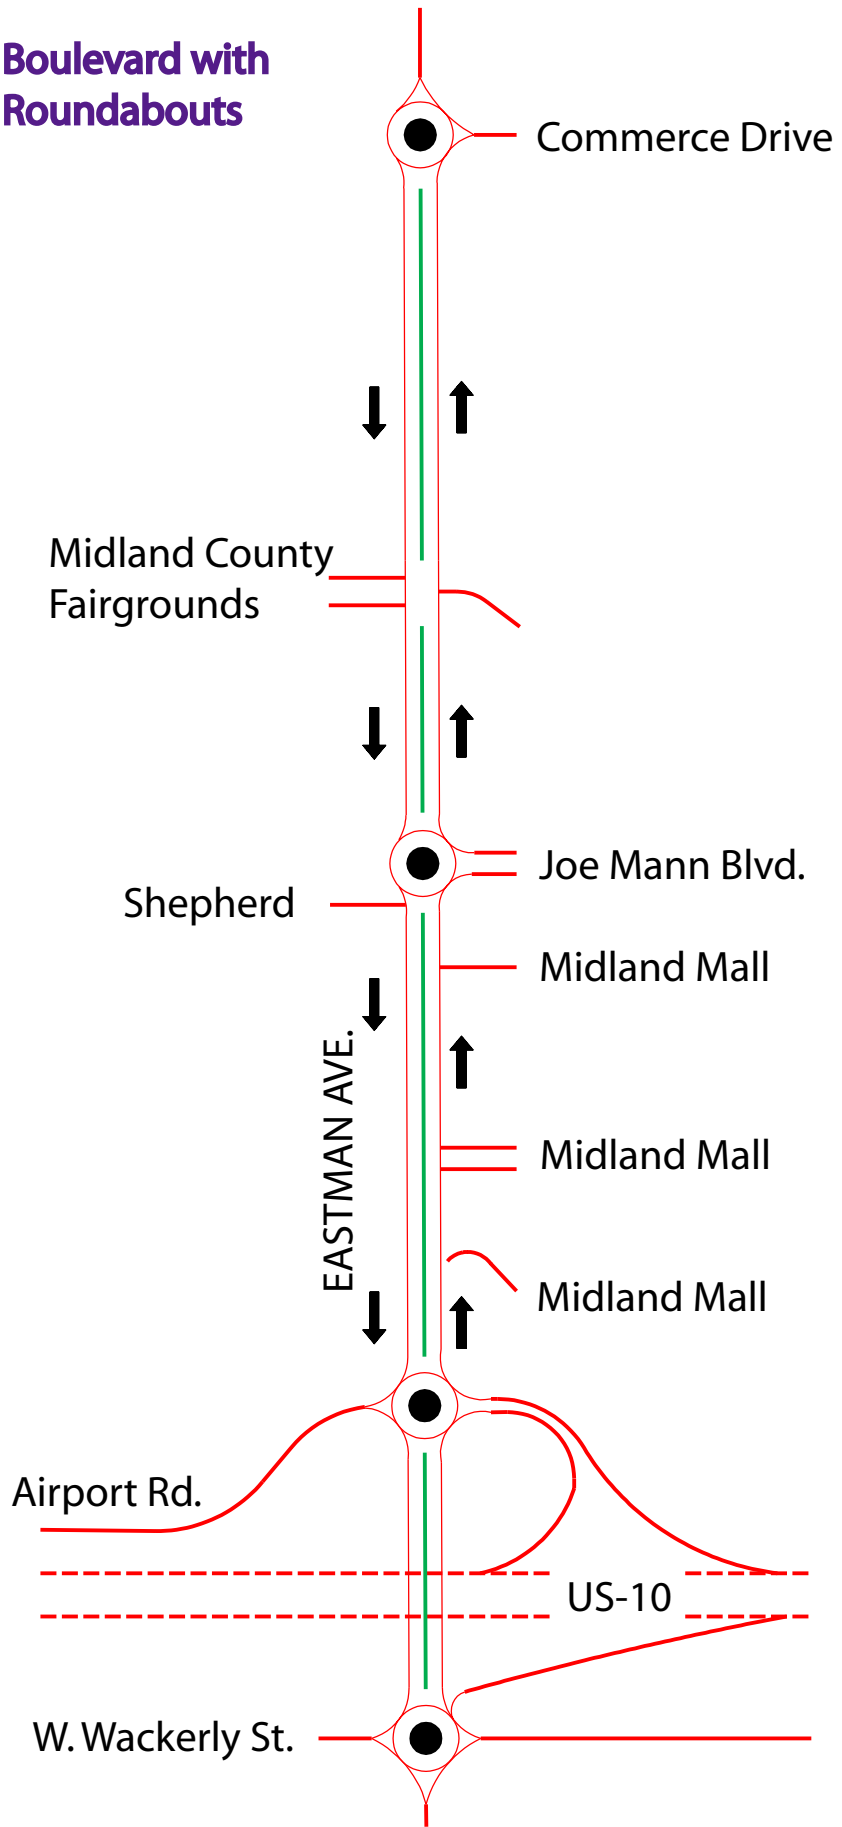 Boulevard with
Roundabouts
Commerce Drive
Midland County
Fairgrounds
Joe Mann Blvd.
Shepherd
Midland Mall
EASTMAN AVE.
Midland Mall
Midland Mall
Airport Rd.
US-10
W. Wackerly St.